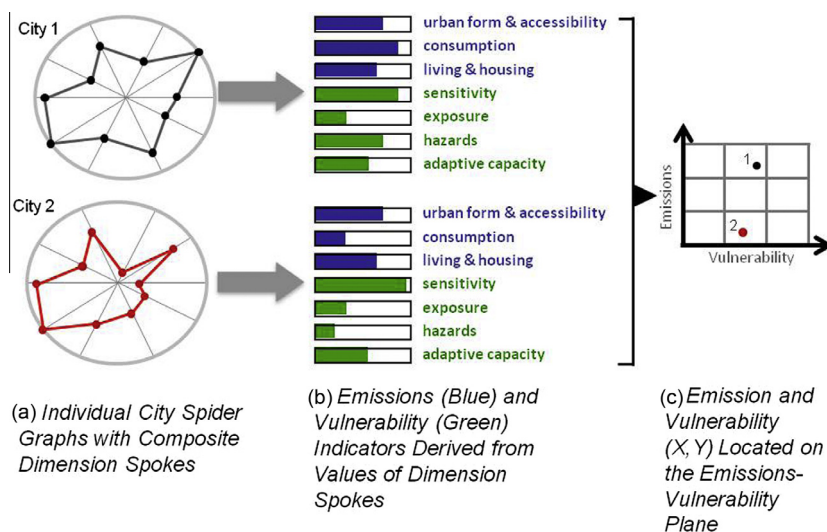 City 1
urban form & accessibility
consumption
living & housing
sensitivity
exposure
hazards
adaptive capacity
City 2
urban form & accessibility
consumption
living & housing
sensitivity
exposure
hazards
adaptive capacity
Emissions
1
2
Vulnerability
(a) Individual City Spider
Graphs with Composite
Dimension Spokes
(b) Emissions (Blue) and
Vulnerability (Green)
Indicators Derived from
Values of Dimension
Spokes
(c) Emission and
Vulnerability
(X, Y) Located on
the Emissions-
Vulnerability
Plane